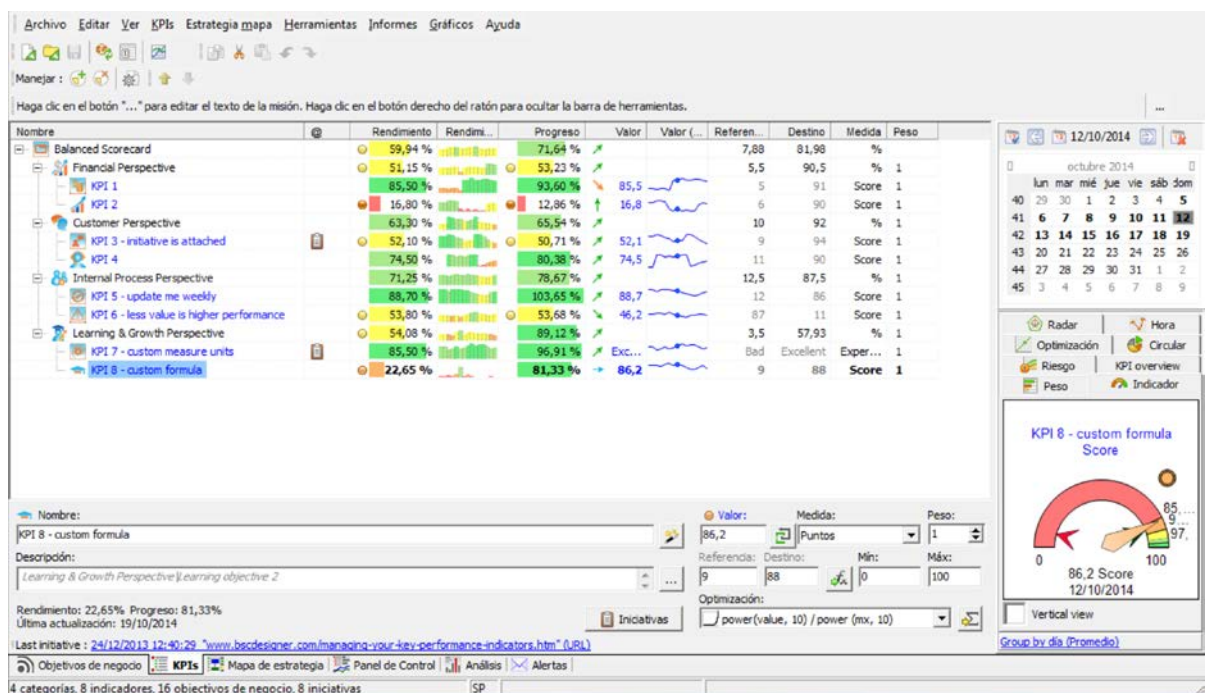 Archivo Editar Ver KPIs Estrategia mapa Herramientas Informes Gráficos Ayuda
Manejar :
Haga clic en el botón "..." para editar el texto de la misión. Haga clic en el botón derecho del ratón para ocultar la barra de herramientas. ...
Nombre @ Rendimiento Rendimi... Progreso Valor Valor (... Referen... Destino Medida Peso
Balanced Scorecard 59,94 % 71,64 % 7,88 81,98 %
Financial Perspective 51,15 % 53,23 % 5,5 90,5 % 1
KPI 1 85,50 % 93,60 % 85,5 5 91 Score 1
KPI 2 16,80 % 12,86 % 16,8 6 90 Score 1
Customer Perspective 63,30 % 65,54 % 10 92 % 1
KPI 3 - initiative is attached 52,10 % 50,71 % 52,1 9 94 Score 1
KPI 4 74,50 % 80,38 % 74,5 11 90 Score 1
Internal Process Perspective 71,25 % 78,67 % 12,5 87,5 % 1
KPI 5 - update me weekly 88,70 % 103,65 % 88,7 12 86 Score 1
KPI 6 - less value is higher performance 53,80 % 53,68 % 46,2 87 11 Score 1
Learning & Growth Perspective 54,08 % 89,12 % 3,5 57,93 % 1
KPI 7 - custom measure units 85,50 % 96,91 % Exc... Bad Excellent Exper... 1
KPI 8 - custom formula 22,65 % 81,33 % 86,2 9 88 Score 1
12/10/2014
octubre 2014
lun mar mié jue vie sáb dom
40 29 30 1 2 3 4 5
41 6 7 8 9 10 11 12
42 13 14 15 16 17 18 19
43 20 21 22 23 24 25 26
44 27 28 29 30 31 1 2
45 3 4 5 6 7 8 9
Radar Hora
Optimización Circular
Riesgo KPI overview
Peso Indicador
KPI 8 - custom formula
Score
85,...
9...
97,
0 100
86,2 Score
12/10/2014
Vertical view
Group by día (Promedio)
Nombre: Valor: Medida: Peso:
KPI 8 - custom formula 86,2 Puntos 1
Descripción: Referencia: Destino: Mín: Máx:
Learning & Growth Perspective\Learning objective 2 ... 9 88 0 100
Rendimiento: 22,65% Progreso: 81,33% Optimización:
Última actualización: 19/10/2014 Iniciativas power(value, 10) / power (mx, 10)
Last initiative : 24/12/2013 12:40:29 "www.bscdesigner.com/managing-your-key-performance-indicators.htm" (URL)
Objetivos de negocio KPIs Mapa de estrategia Panel de Control Análisis Alertas
4 categorías, 8 indicadores, 16 objectivos de negocio, 8 iniciativas SP